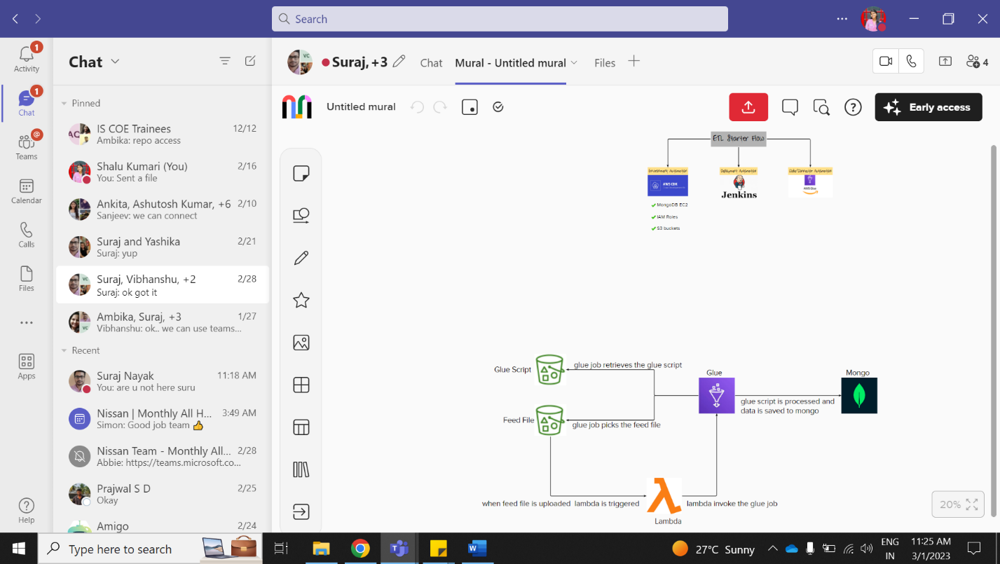 Search
1
Activity
1
Chat
@
Teams
Calendar
Calls
Files
Apps
Help
Chat
Pinned
IS COE Trainees 12/12
Ambika: repo access
Shalu Kumari (You) 2/16
You: Sent a file
Ankita, Ashutosh Kumar, +6 2/10
Sanjeev: we can connect
Suraj and Yashika 2/21
Suraj: yup
VC
Suraj, Vibhanshu, +2 2/28
Suraj: ok got it
VC
Ambika, Suraj, +3 1/27
Vibhanshu: ok.. we can use teams...
Recent
Suraj Nayak 11:18 AM
You: are u not here suru
Nissan | Monthly All H... 3:49 AM
Simon: Good job team 👍
Nissan Team - Monthly All... 2/28
Abbie: https://teams.microsoft.co...
Prajwal S D 2/25
Okay
Amigo 2/24
VC
Suraj, +3
Chat
Mural - Untitled mural
Files
4
Untitled mural
Early access
ETL Starter Flow
Environment Automation
Deployment Automation
Glue/Connector Automation
AWS CDK
Jenkins
AWS Glue
MongoDB EC2
IAM Roles
S3 buckets
Glue Script
glue job retrieves the glue script
Glue
Mongo
glue script is processed and
data is saved to mongo
Feed File
glue job picks the feed file
when feed file is uploaded lambda is triggered
lambda invoke the glue job
Lambda
20%
Type here to search
27°C Sunny
ENG
IN
11:25 AM
3/1/2023